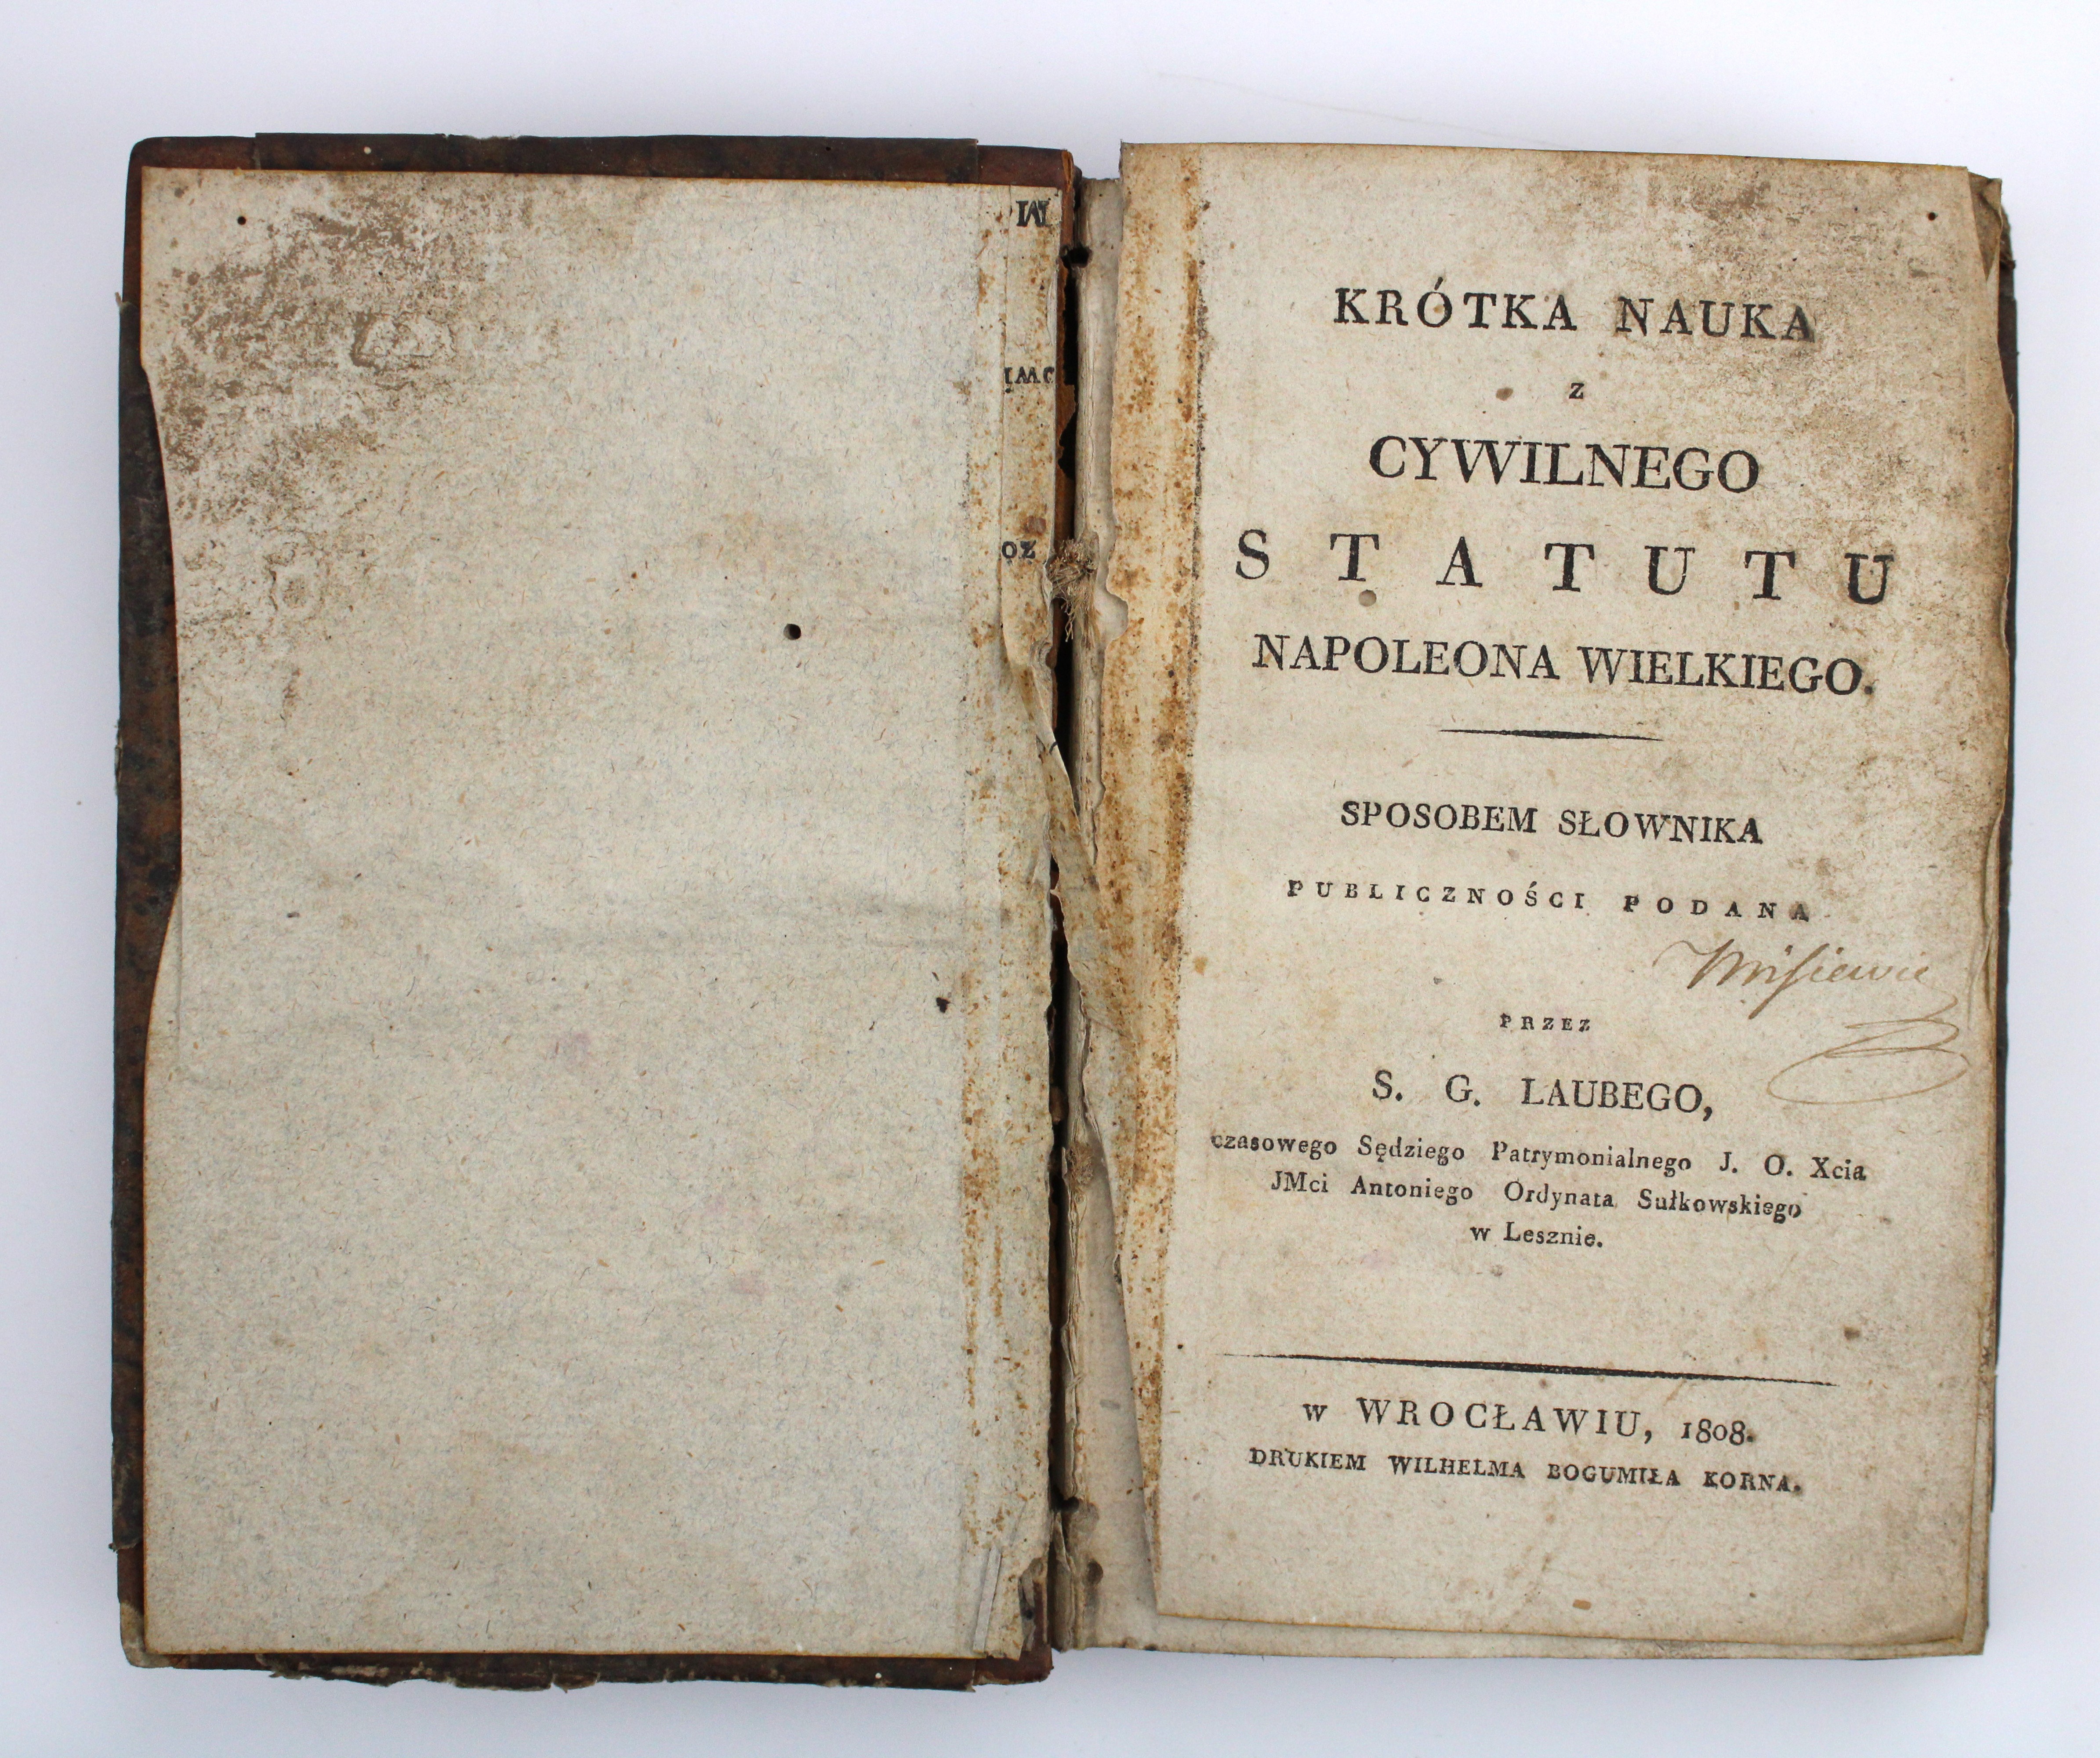 KRÓTKA NAUKA
Z
CYWILNEGO
STATUTU
NAPOLEONA WIELKIEGO.
SPOSOBEM SŁOWNIKA
PUBLICZNOŚCI PODANA
PRZEZ
S. G. LAUBEGO,
czasowego Sędziego Patrymonialnego J. O. Xcia
JMci Antoniego Ordynata Sułkowskiego
w Lesznie.
w WROCŁAWIU, 1808.
DRUKIEM WILHELMA BOGUMIŁA KORNA.